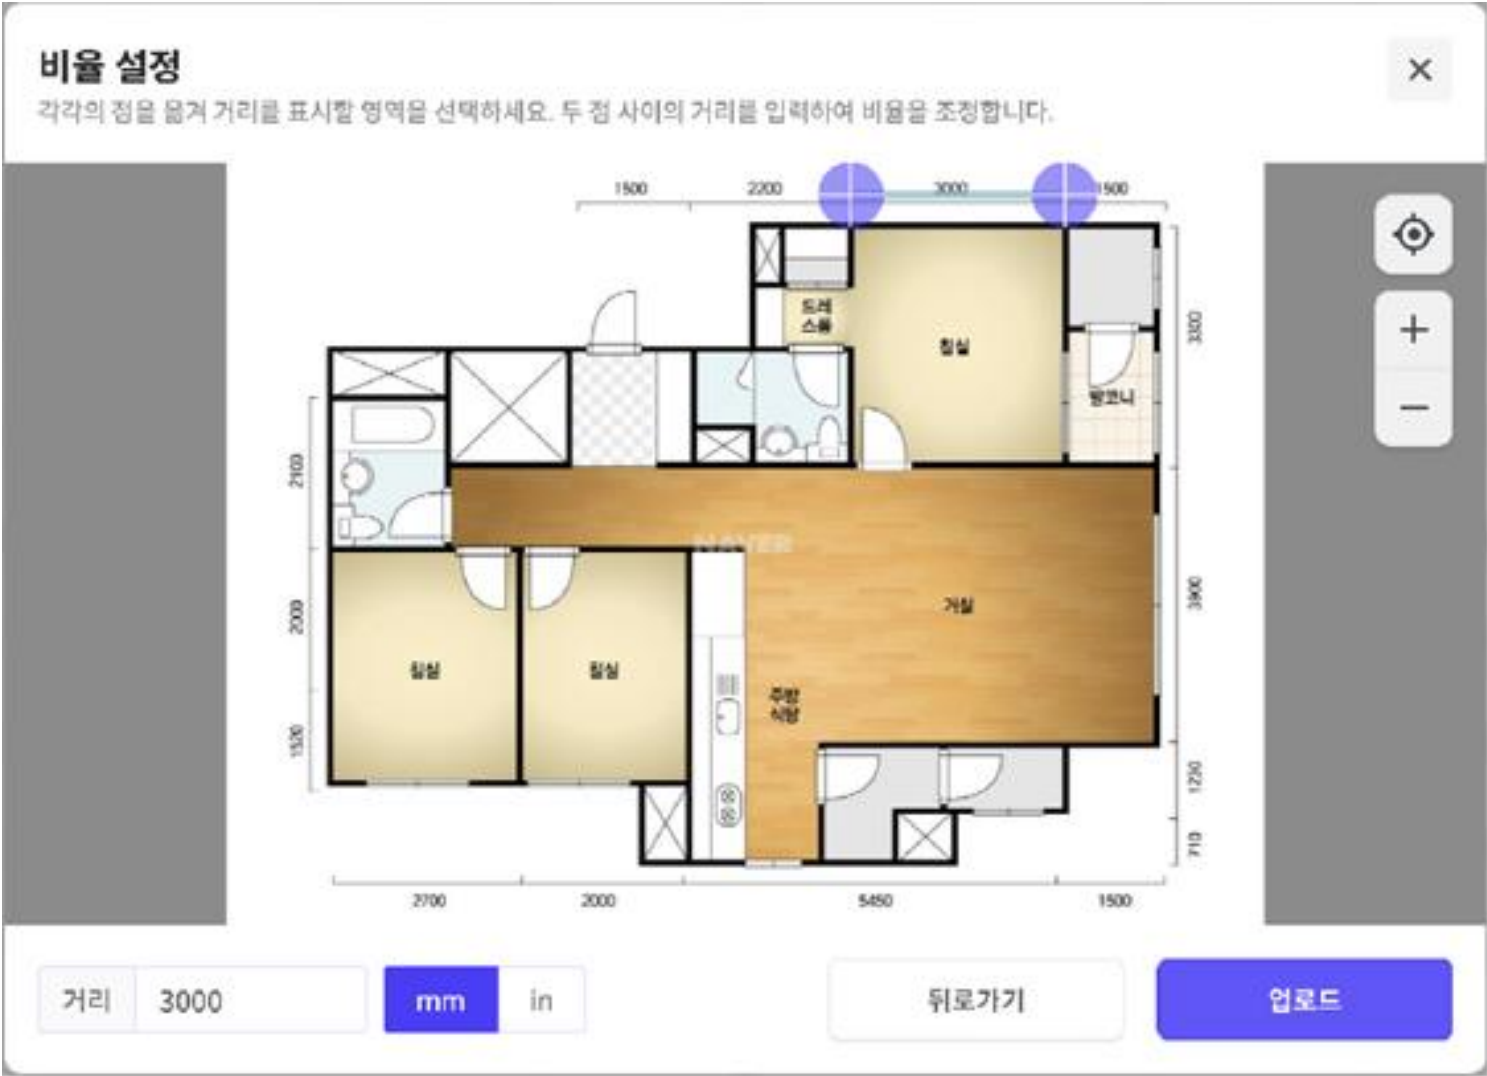 비율 설정
각각의 점을 옮겨 거리를 표시할 영역을 선택하세요. 두 점 사이의 거리를 입력하여 비율을 조정합니다.
1500 2200 3000 1500
드레
스룸
침실
발코니
3300
2100
NAVER
2000
3900
거실
침실
침실
주방
식당
1520
1230
710
2700 2000 5450 1500
거리 3000 mm in 뒤로가기 업로드